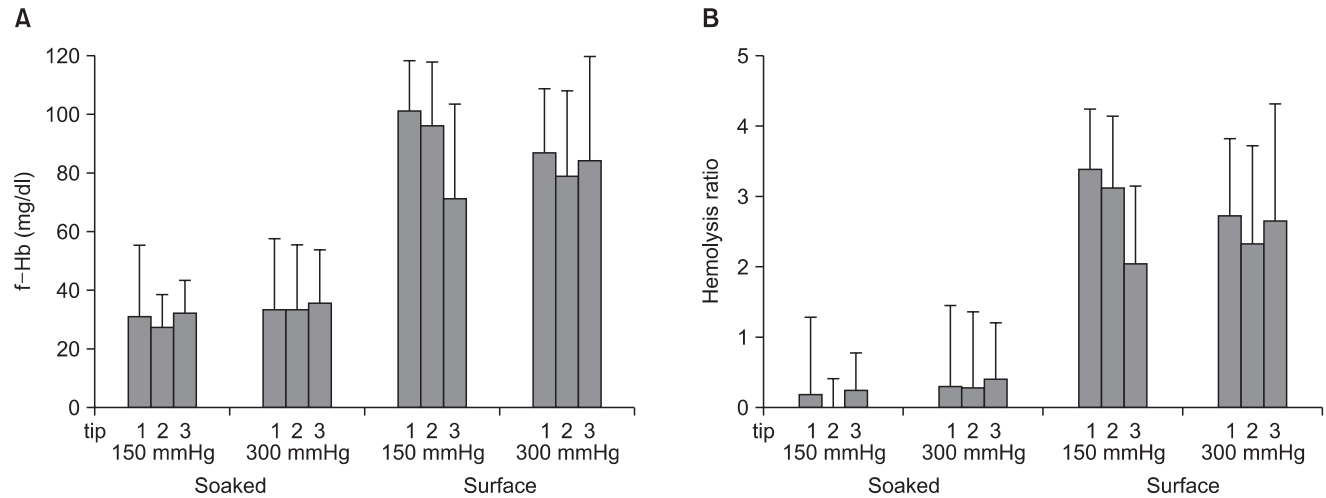 A
120
100
80
60
40
20
0
f–Hb (mg/dl)
tip 1 2 3 1 2 3 1 2 3 1 2 3
150 mmHg 300 mmHg 150 mmHg 300 mmHg
Soaked Surface
B
5
4
3
2
1
0
Hemolysis ratio
tip 1 2 3 1 2 3 1 2 3 1 2 3
150 mmHg 300 mmHg 150 mmHg 300 mmHg
Soaked Surface